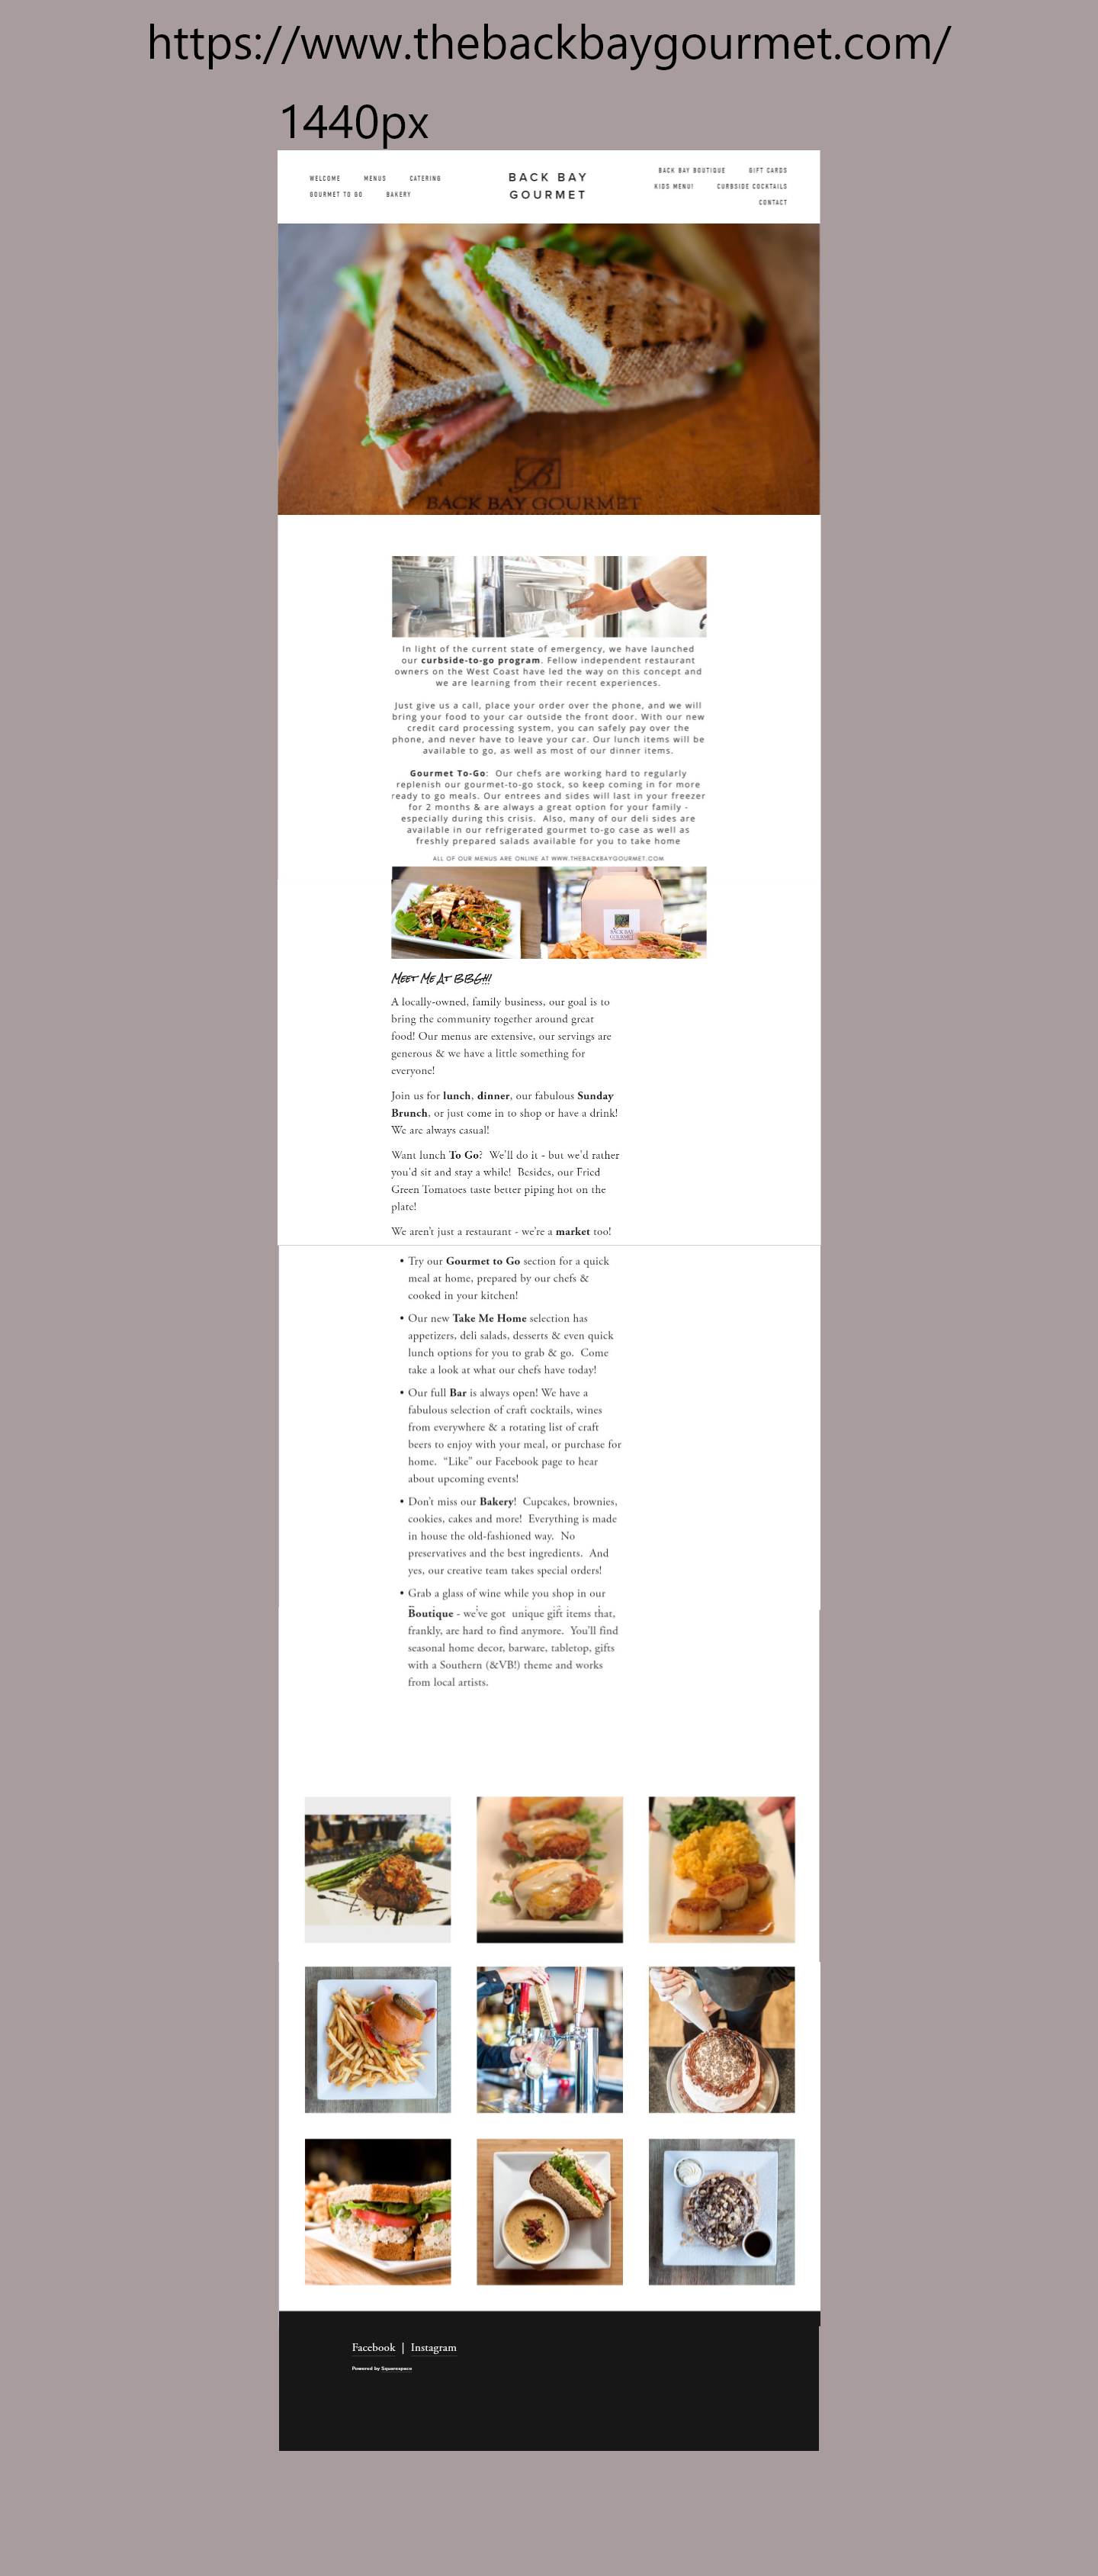 https://www.thebackbaygourmet.com/
1440px
WELCOME MENUS CATERING
GOURMET TO GO BAKERY
BACK BAY
GOURMET
BACK BAY BOUTIQUE GIFT CARDS
KIDS MENU! CURBSIDE COCKTAILS
CONTACT
B
BACK BAY GOURMET
In light of the current state of emergency, we have launched
our curbside-to-go program. Fellow independent restaurant
owners on the West Coast have led the way on this concept and
we are learning from their recent experiences.
Just give us a call, place your order over the phone, and we will
bring your food to your car outside the front door. With our new
credit card processing system, you can safely pay over the
phone, and never have to leave your car. Our lunch items will be
available to go, as well as most of our dinner items.
Gourmet To-Go: Our chefs are working hard to regularly
replenish our gourmet-to-go stock, so keep coming in for more
ready to go meals. Our entrees and sides will last in your freezer
for 2 months & are always a great option for your family -
especially during this crisis. Also, many of our deli sides are
available in our refrigerated gourmet to-go case as well as
freshly prepared salads available for you to take home
ALL OF OUR MENUS ARE ONLINE AT WWW.THEBACKBAYGOURMET.COM
BACK BAY
GOURMET
Meet Me At BBG!!!
A locally-owned, family business, our goal is to
bring the community together around great
food! Our menus are extensive, our servings are
generous & we have a little something for
everyone!
Join us for lunch, dinner, our fabulous Sunday
Brunch, or just come in to shop or have a drink!
We are always casual!
Want lunch To Go? We'll do it - but we'd rather
you'd sit and stay a while! Besides, our Fried
Green Tomatoes taste better piping hot on the
plate!
We aren't just a restaurant - we're a market too!
• Try our Gourmet to Go section for a quick
meal at home, prepared by our chefs &
cooked in your kitchen!
• Our new Take Me Home selection has
appetizers, deli salads, desserts & even quick
lunch options for you to grab & go. Come
take a look at what our chefs have today!
• Our full Bar is always open! We have a
fabulous selection of craft cocktails, wines
from everywhere & a rotating list of craft
beers to enjoy with your meal, or purchase for
home. “Like” our Facebook page to hear
about upcoming events!
• Don't miss our Bakery! Cupcakes, brownies,
cookies, cakes and more! Everything is made
in house the old-fashioned way. No
preservatives and the best ingredients. And
yes, our creative team takes special orders!
• Grab a glass of wine while you shop in our
Boutique - we've got unique gift items that,
frankly, are hard to find anymore. You'll find
seasonal home decor, barware, tabletop, gifts
with a Southern (&VB!) theme and works
from local artists.
Facebook | Instagram
Powered by Squarespace